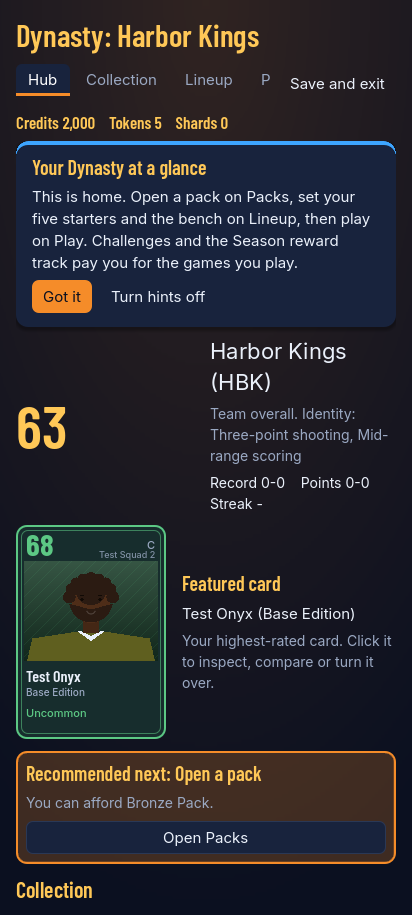 Dynasty: Harbor Kings
Hub Collection Lineup P Save and exit
Credits 2,000 Tokens 5 Shards 0
Your Dynasty at a glance
This is home. Open a pack on Packs, set your
five starters and the bench on Lineup, then play
on Play. Challenges and the Season reward
track pay you for the games you play.
Got it Turn hints off
63
Harbor Kings
(HBK)
Team overall. Identity:
Three-point shooting, Mid-
range scoring
Record 0-0 Points 0-0
Streak -
68 C
Test Squad 2
Test Onyx
Base Edition
Uncommon
Featured card
Test Onyx (Base Edition)
Your highest-rated card. Click it
to inspect, compare or turn it
over.
Recommended next: Open a pack
You can afford Bronze Pack.
Open Packs
Collection